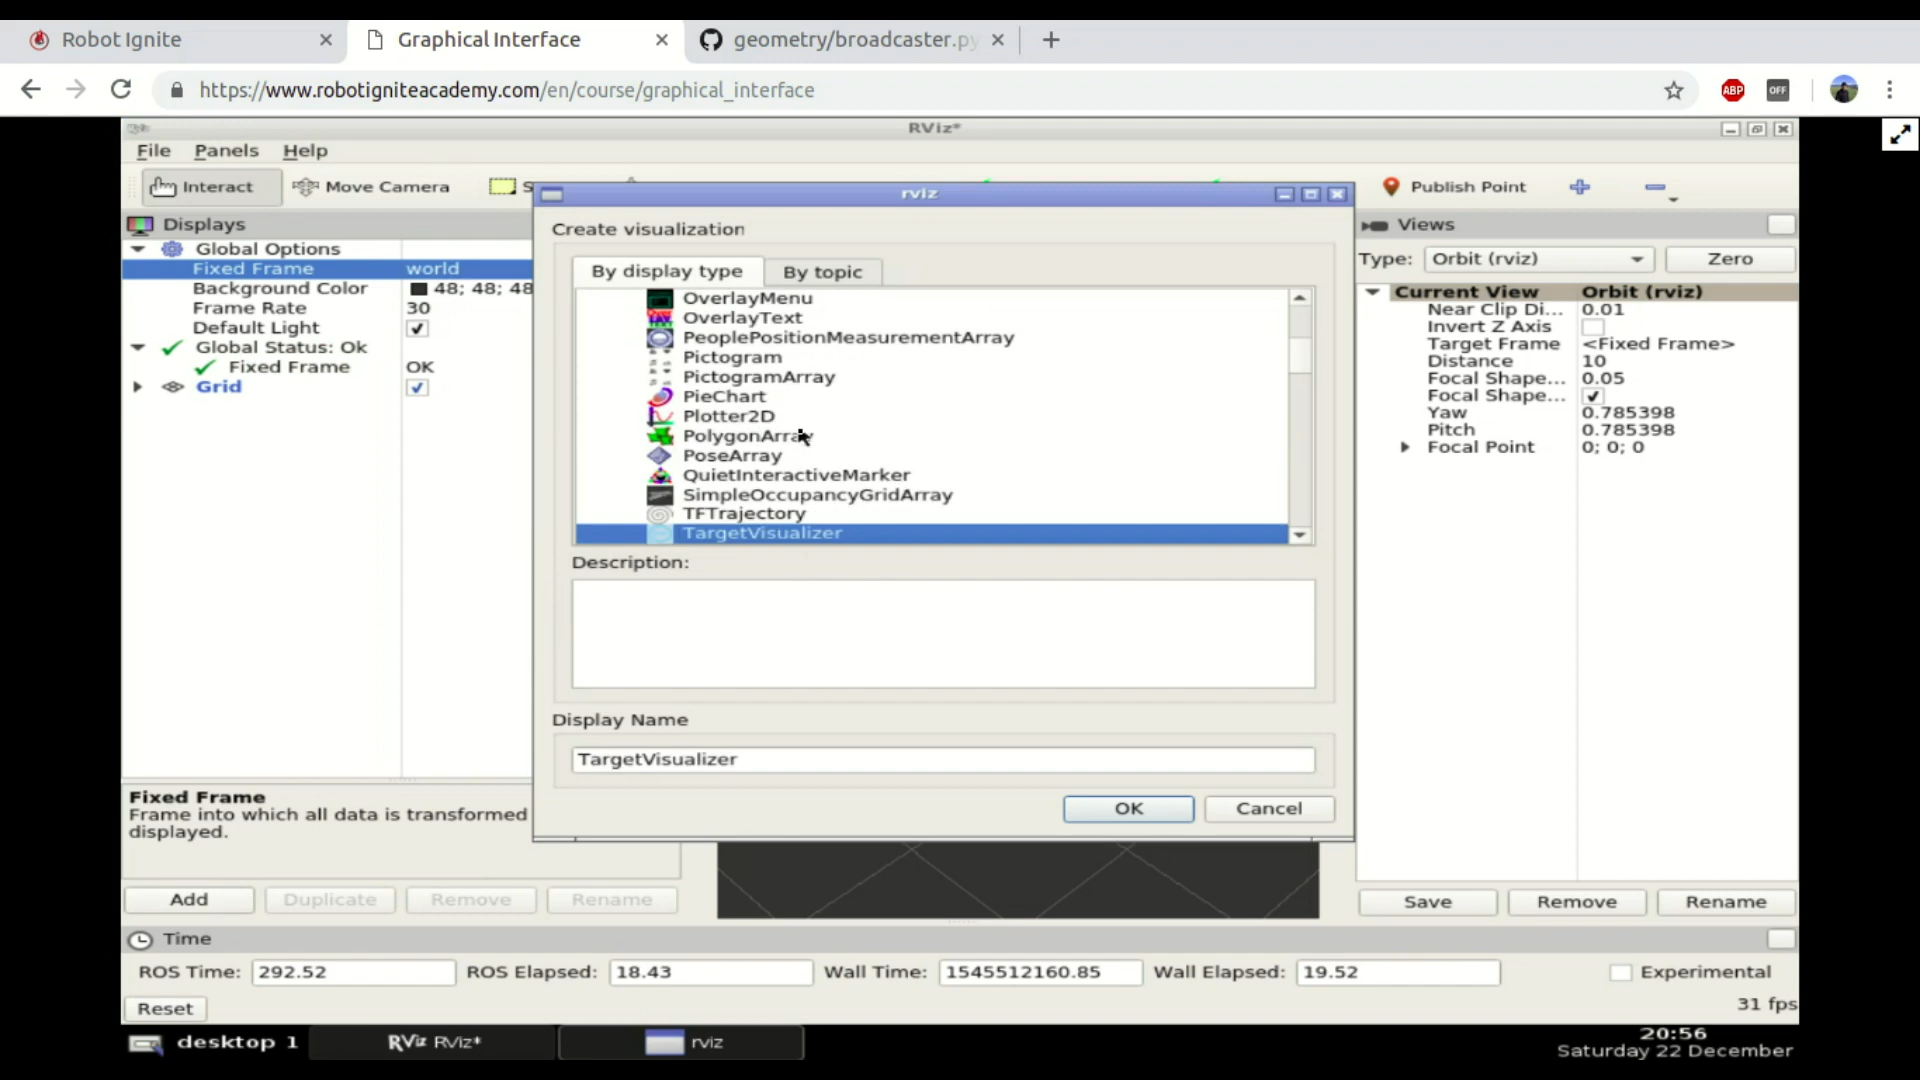 Robot Ignite
Graphical Interface
geometry/broadcaster.py
https://www.robotigniteacademy.com/en/course/graphical_interface
ABP
OFF
RViz*
File Panels Help
Interact
Move Camera
Publish Point
rviz
Displays
Global Options
Fixed Frame world
Background Color 48; 48; 48
Frame Rate 30
Default Light
Global Status: Ok
Fixed Frame OK
Grid
Create visualization
By display type
By topic
OverlayMenu
OverlayText
PeoplePositionMeasurementArray
Pictogram
PictogramArray
PieChart
Plotter2D
PolygonArray
PoseArray
QuietInteractiveMarker
SimpleOccupancyGridArray
TFTrajectory
TargetVisualizer
Description:
Display Name
TargetVisualizer
OK Cancel
Views
Type: Orbit (rviz) Zero
Current View Orbit (rviz)
Near Clip Di... 0.01
Invert Z Axis
Target Frame <Fixed Frame>
Distance 10
Focal Shape... 0.05
Focal Shape...
Yaw 0.785398
Pitch 0.785398
Focal Point 0; 0; 0
Fixed Frame
Frame into which all data is transformed
displayed.
Add Duplicate Remove Rename
Save Remove Rename
Time
ROS Time: 292.52 ROS Elapsed: 18.43 Wall Time: 1545512160.85 Wall Elapsed: 19.52 Experimental
Reset
31 fps
desktop 1
RViz RViz*
rviz
20:56
Saturday 22 December